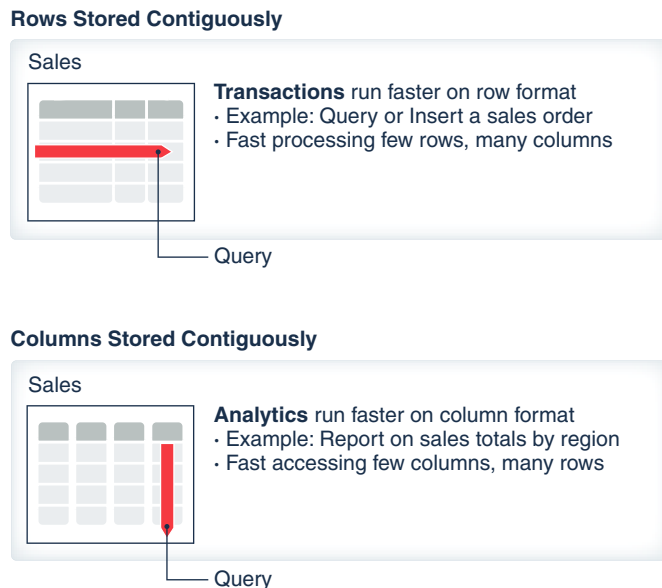 Rows Stored Contiguously
Sales
Transactions run faster on row format
· Example: Query or Insert a sales order
· Fast processing few rows, many columns
Query
Columns Stored Contiguously
Sales
Analytics run faster on column format
· Example: Report on sales totals by region
· Fast accessing few columns, many rows
Query